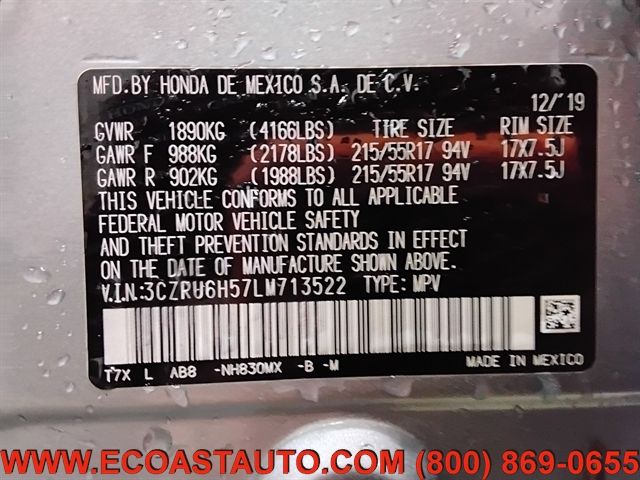 MFD.BY HONDA DE MEXICO S.A. DE C.V.
12/'19
GVWR 1890KG (4166LBS) TIRE SIZE RIM SIZE
GAWR F 988KG (2178LBS) 215/55R17 94V 17X7.5J
GAWR R 902KG (1988LBS) 215/55R17 94V 17X7.5J
THIS VEHICLE CONFORMS TO ALL APPLICABLE
FEDERAL MOTOR VEHICLE SAFETY
AND THEFT PREVENTION STANDARDS IN EFFECT
ON THE DATE OF MANUFACTURE SHOWN ABOVE.
V.I.N:3CZRU6H57LM713522 TYPE: MPV
T7X L AB8 -NH830MX -B -M MADE IN MEXICO
WWW.ECOASTAUTO.COM (800) 869-0655